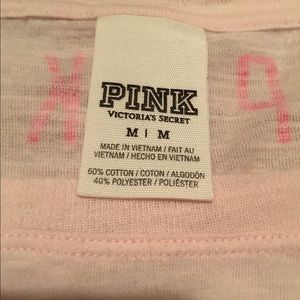 PINK
VICTORIA'S SECRET
M | M
MADE IN VIETNAM / FAIT AU
VIETNAM / HECHO EN VIETNAM
60% COTTON / COTON / ALGODÓN
40% POLYESTER / POLIÉSTER